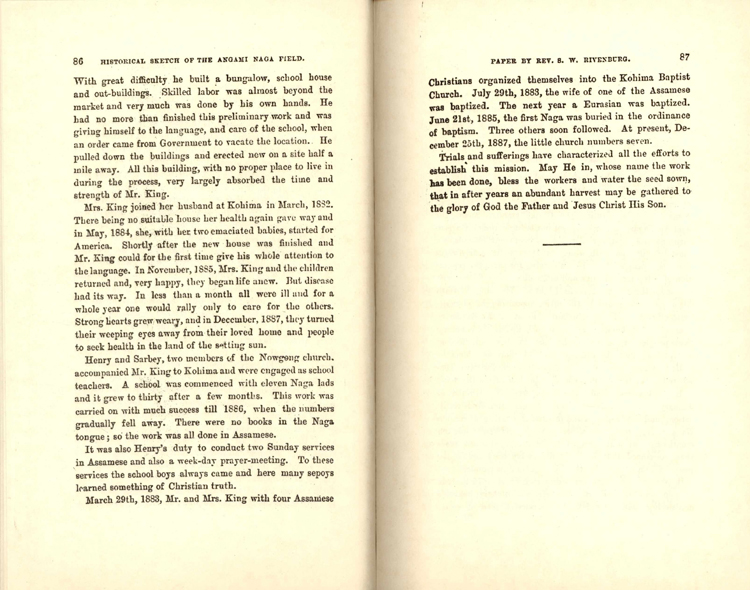 86 HISTORICAL SKETCH OF THE ANGAMI NAGA FIELD.
With great difficulty he built a bungalow, school house
and out-buildings. Skilled labor was almost beyond the
market and very much was done by his own hands. He
had no more than finished this preliminary work and was
giving himself to the language, and care of the school, when
an order came from Government to vacate the location. He
pulled down the buildings and erected new on a site half a
mile away. All this building, with no proper place to live in
during the process, very largely absorbed the time and
strength of Mr. King.
Mrs. King joined her husband at Kohima in March, 1882.
There being no suitable house her health again gave way and
in May, 1884, she, with her two emaciated babies, started for
America. Shortly after the new house was finished and
Mr. King could for the first time give his whole attention to
the language. In November, 1885, Mrs. King and the children
returned and, very happy, they began life anew. But disease
had its way. In less than a month all were ill and for a
whole year one would rally only to care for the others.
Strong hearts grew weary, and in December, 1887, they turned
their weeping eyes away from their loved home and people
to seek health in the land of the setting sun.
Henry and Sarbey, two members of the Nowgong church,
accompanied Mr. King to Kohima and were engaged as school
teachers. A school was commenced with eleven Naga lads
and it grew to thirty after a few months. This work was
carried on with much success till 1886, when the numbers
gradually fell away. There were no books in the Naga
tongue; so the work was all done in Assamese.
It was also Henry's duty to conduct two Sunday services
in Assamese and also a week-day prayer-meeting. To these
services the school boys always came and here many sepoys
learned something of Christian truth.
March 29th, 1883, Mr. and Mrs. King with four Assamese
PAPER BY REV. S. W. RIVENBURG. 87
Christians organized themselves into the Kohima Baptist
Church. July 29th, 1883, the wife of one of the Assamese
was baptized. The next year a Eurasian was baptized.
June 21st, 1885, the first Naga was buried in the ordinance
of baptism. Three others soon followed. At present, De-
cember 25th, 1887, the little church numbers seven.
Trials and sufferings have characterized all the efforts to
establish this mission. May He in, whose name the work
has been done, bless the workers and water the seed sown,
that in after years an abundant harvest may be gathered to
the glory of God the Father and Jesus Christ His Son.